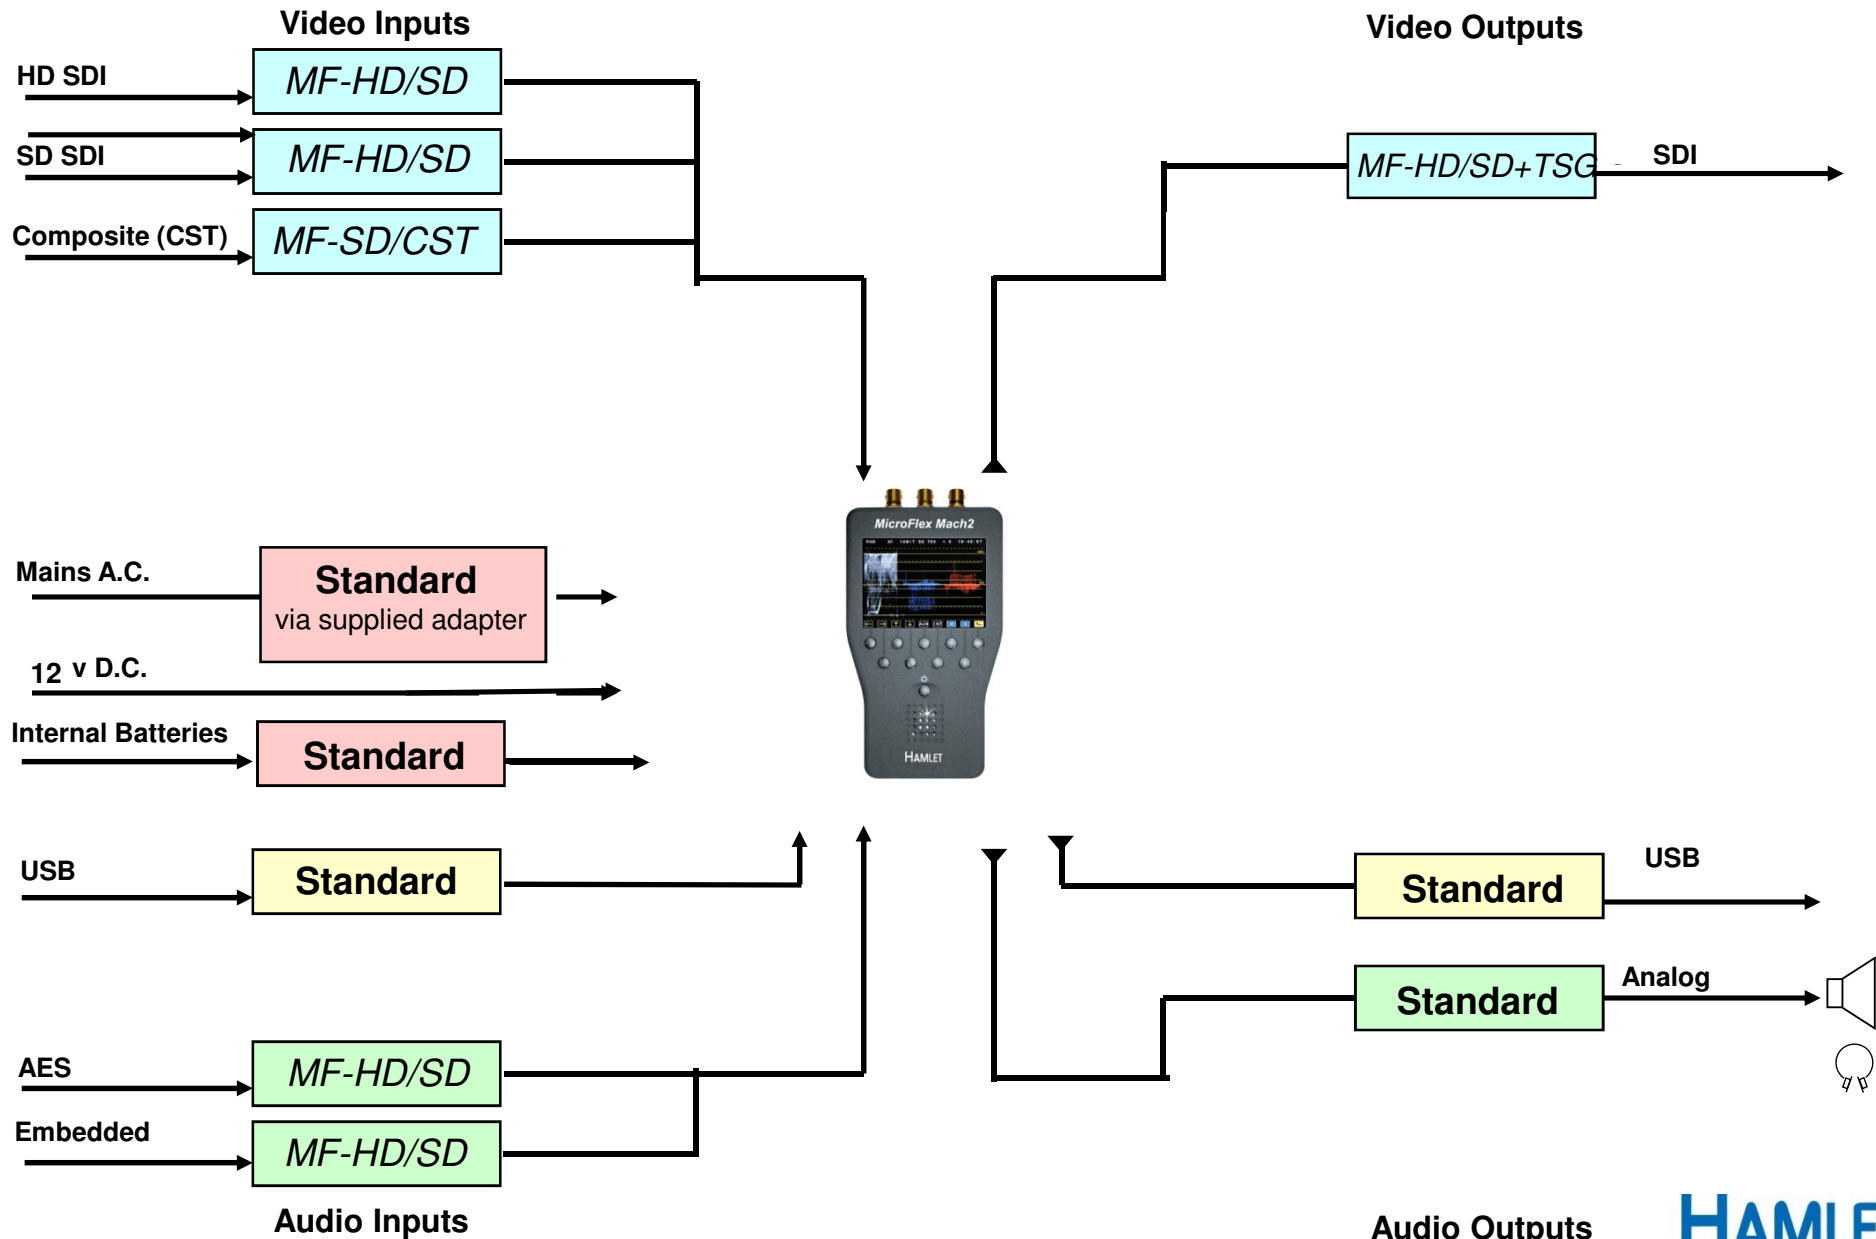 Video Inputs
Video Outputs
HD SDI
MF-HD/SD
SD SDI
MF-HD/SD
MF-HD/SD+TSG
SDI
Composite (CST)
MF-SD/CST
MicroFlex Mach2
Mains A.C.
Standard
via supplied adapter
12 v D.C.
Internal Batteries
Standard
HAMLET
USB
Standard
Standard
USB
Standard
Analog
AES
MF-HD/SD
Embedded
MF-HD/SD
Audio Inputs
Audio Outputs
HAMLE